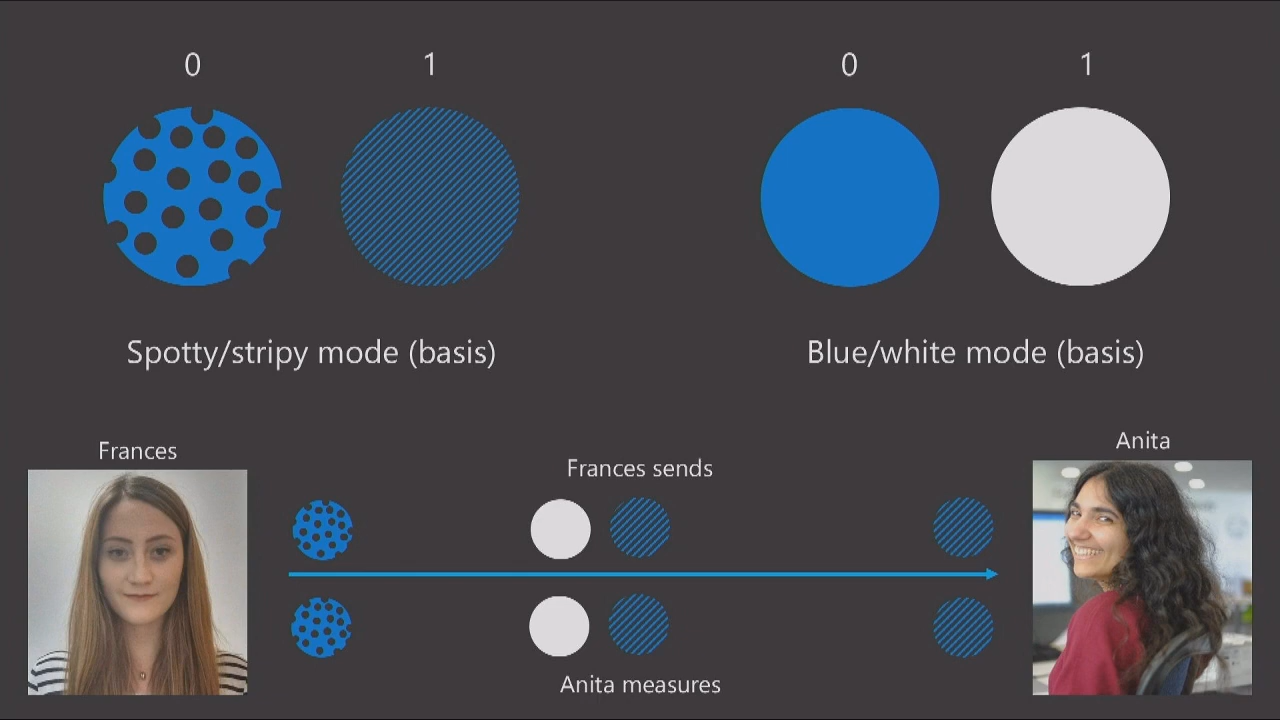 0
1
0
1
Spotty/stripy mode (basis)
Blue/white mode (basis)
Frances
Anita
Frances sends
Anita measures